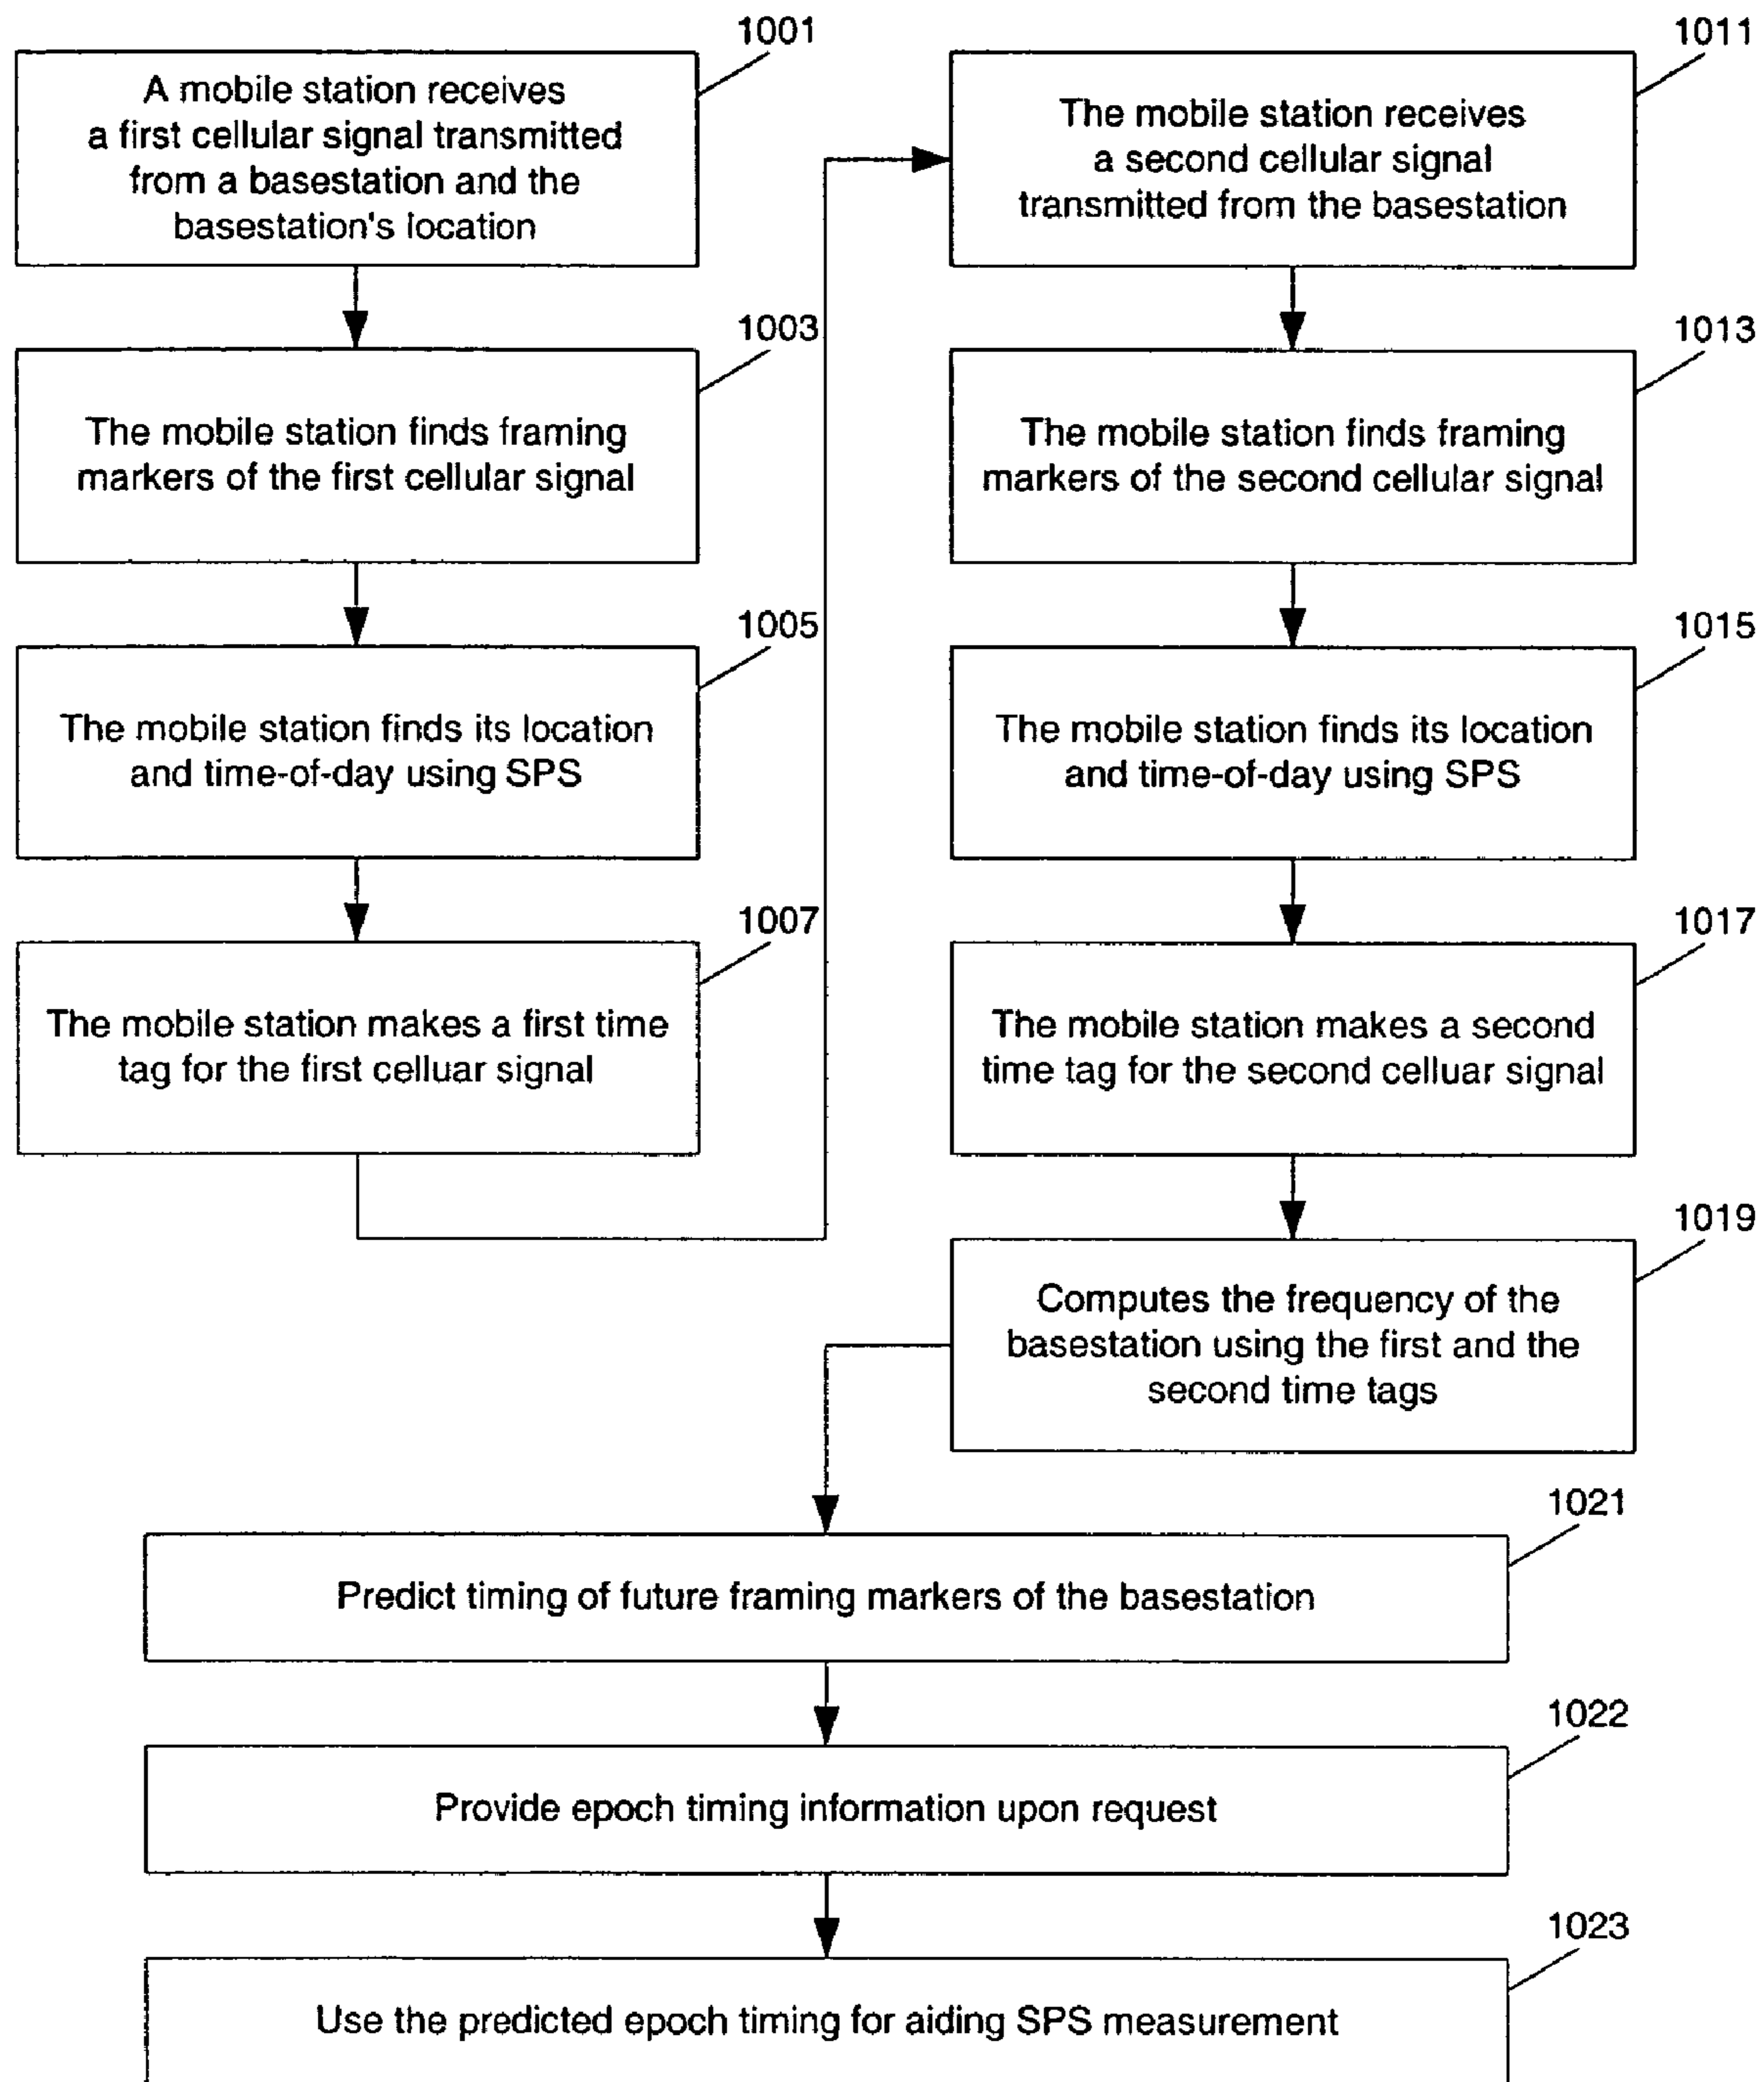 1001
A mobile station receives
a first cellular signal transmitted
from a basestation and the
basestation's location
1003
The mobile station finds framing
markers of the first cellular signal
1005
The mobile station finds its location
and time-of-day using SPS
1007
The mobile station makes a first time
tag for the first celluar signal
1011
The mobile station receives
a second cellular signal
transmitted from the basestation
1013
The mobile station finds framing
markers of the second cellular signal
1015
The mobile station finds its location
and time-of-day using SPS
1017
The mobile station makes a second
time tag for the second celluar signal
1019
Computes the frequency of the
basestation using the first and the
second time tags
1021
Predict timing of future framing markers of the basestation
1022
Provide epoch timing information upon request
1023
Use the predicted epoch timing for aiding SPS measurement